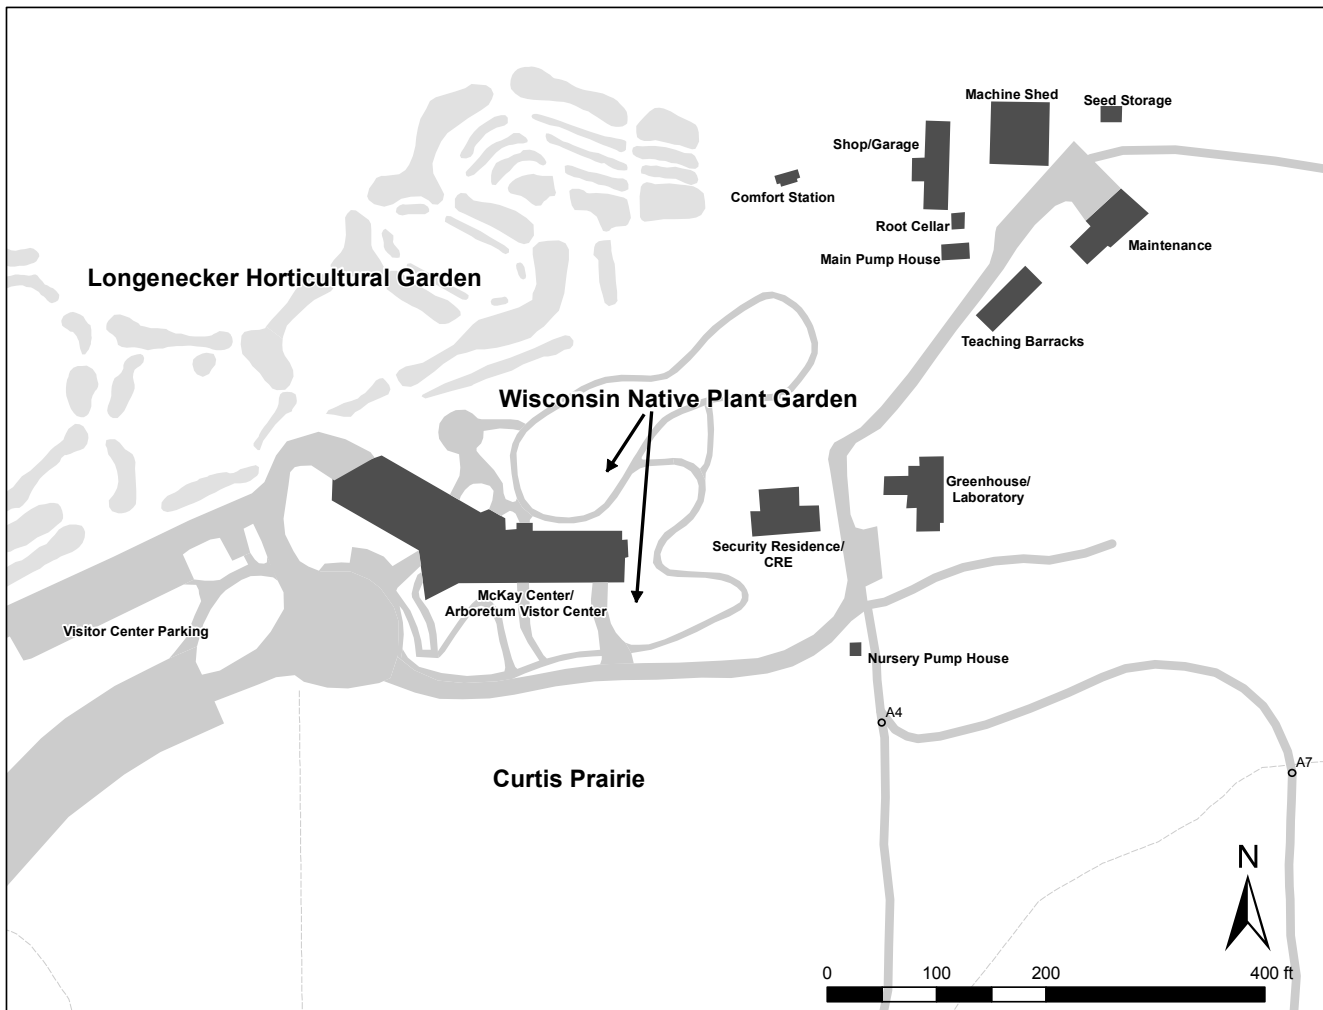 Machine Shed
Seed Storage
Shop/Garage
Comfort Station
Root Cellar
Maintenance
Main Pump House
Longenecker Horticultural Garden
Teaching Barracks
Wisconsin Native Plant Garden
Greenhouse/
Laboratory
Security Residence/
CRE
McKay Center/
Arboretum Vistor Center
Visitor Center Parking
Nursery Pump House
A4
A7
Curtis Prairie
N
0 100 200 400 ft